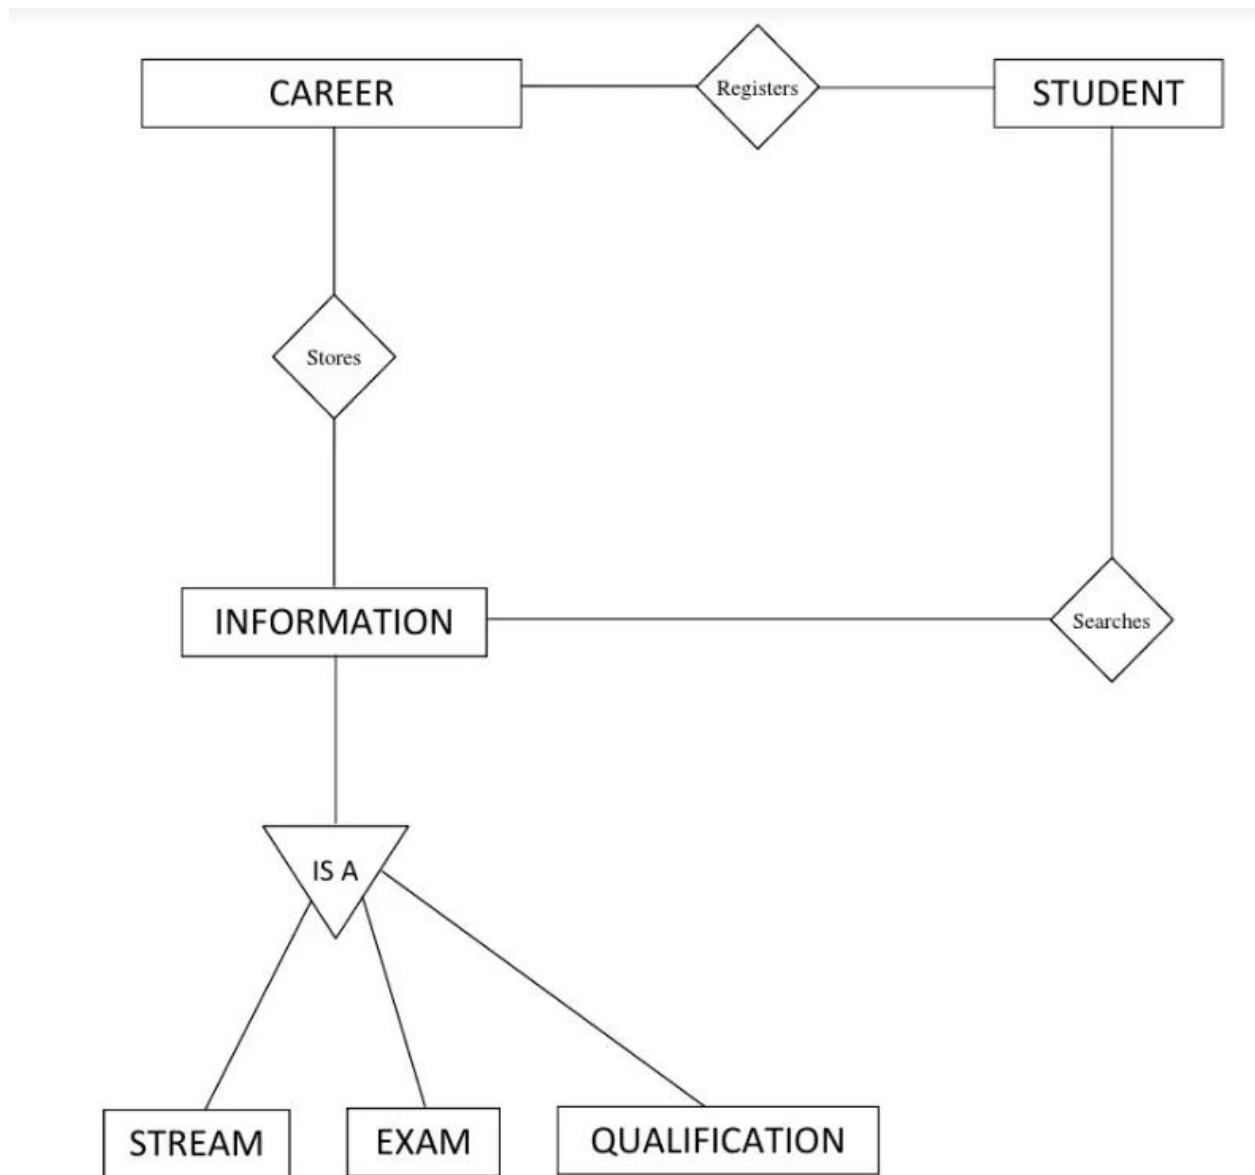 CAREER
Registers
STUDENT
Stores
INFORMATION
Searches
IS A
STREAM
EXAM
QUALIFICATION